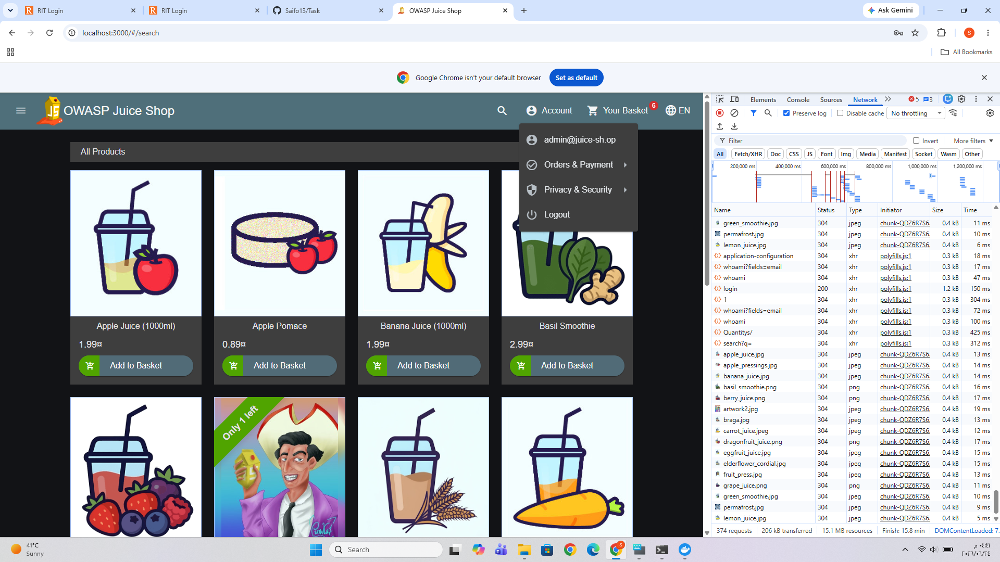 RIT Login
RIT Login
Saifo13/Task
OWASP Juice Shop
Ask Gemini
localhost:3000/#/search
S
All Bookmarks
Google Chrome isn't your default browser
Set as default
OWASP Juice Shop
Account
Your Basket
6
EN
admin@juice-sh.op
Orders & Payment
Privacy & Security
Logout
All Products
Apple Juice (1000ml)
1.99¤
Add to Basket
Apple Pomace
0.89¤
Add to Basket
Banana Juice (1000ml)
1.99¤
Add to Basket
Basil Smoothie
2.99¤
Add to Basket
Only 1 left
Elements Console Sources Network 5 3
Preserve log Disable cache No throttling
Filter Invert More filters
All Fetch/XHR Doc CSS JS Font Img Media Manifest Socket Wasm Other
200,000 ms 400,000 ms 600,000 ms 800,000 ms 1,000,000 ms 1,200,000 ms
Name Status Type Initiator Size Time
green_smoothie.jpg 304 jpeg chunk-QDZ6R7S6. 0.4 kB 11 ms
permafrost.jpg 304 jpeg chunk-QDZ6R7S6. 0.4 kB 10 ms
lemon_juice.jpg 304 jpeg chunk-QDZ6R7S6. 0.4 kB 6 ms
application-configuration 304 xhr polyfills.js:1 0.3 kB 18 ms
whoami?fields=email 304 xhr polyfills.js:1 0.3 kB 17 ms
whoami 304 xhr polyfills.js:1 0.3 kB 47 ms
login 200 xhr polyfills.js:1 1.2 kB 150 ms
1 304 xhr polyfills.js:1 0.3 kB 304 ms
whoami?fields=email 304 xhr polyfills.js:1 0.3 kB 72 ms
whoami 304 xhr polyfills.js:1 0.3 kB 100 ms
Quantitys/ 304 xhr polyfills.js:1 0.3 kB 425 ms
search?q= 304 xhr polyfills.js:1 0.3 kB 312 ms
apple_juice.jpg 304 jpeg chunk-QDZ6R7S6. 0.4 kB 13 ms
apple_pressings.jpg 304 jpeg chunk-QDZ6R7S6. 0.4 kB 14 ms
banana_juice.jpg 304 jpeg chunk-QDZ6R7S6. 0.4 kB 14 ms
basil_smoothie.png 304 png chunk-QDZ6R7S6. 0.4 kB 16 ms
berry_juice.png 304 png chunk-QDZ6R7S6. 0.4 kB 17 ms
artwork2.jpg 304 jpeg chunk-QDZ6R7S6. 0.4 kB 19 ms
braga.jpg 304 jpeg chunk-QDZ6R7S6. 0.4 kB 13 ms
carrot_juice.jpeg 304 jpeg chunk-QDZ6R7S6. 0.4 kB 12 ms
dragonfruit_juice.png 304 png chunk-QDZ6R7S6. 0.4 kB 17 ms
eggfruit_juice.jpg 304 jpeg chunk-QDZ6R7S6. 0.4 kB 15 ms
elderflower_cordial.jpg 304 jpeg chunk-QDZ6R7S6. 0.4 kB 15 ms
fruit_press.jpg 304 jpeg chunk-QDZ6R7S6. 0.4 kB 13 ms
grape_juice.png 304 png chunk-QDZ6R7S6. 0.4 kB 11 ms
green_smoothie.jpg 304 jpeg chunk-QDZ6R7S6. 0.4 kB 10 ms
permafrost.jpg 304 jpeg chunk-QDZ6R7S6. 0.4 kB 9 ms
lemon_juice.jpg 304 jpeg chunk-QDZ6R7S6. 0.4 kB 5 ms
374 requests 206 kB transferred 15.1 MB resources Finish: 15.8 min DOMContentLoaded: 7.
41°C
Sunny
Search
٠٤:٤١ م
٢٠٢٦/٠٦/٢٤